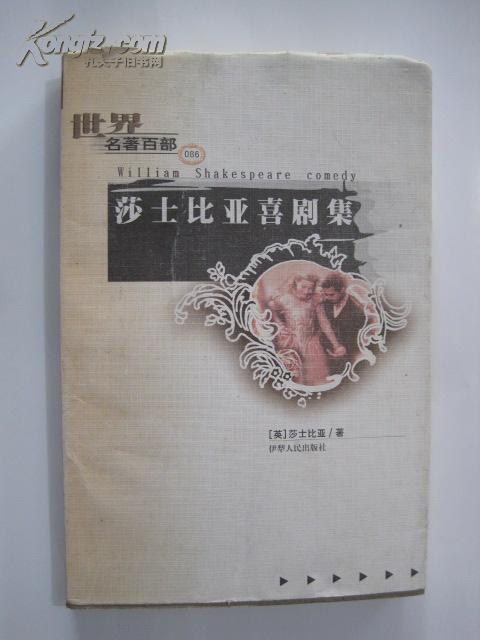 Kongfz.com
孔夫子旧书网
世界
名著百部
086
William Shakespeare comedy
莎士比亚喜剧集
[英]莎士比亚/著
伊犁人民出版社